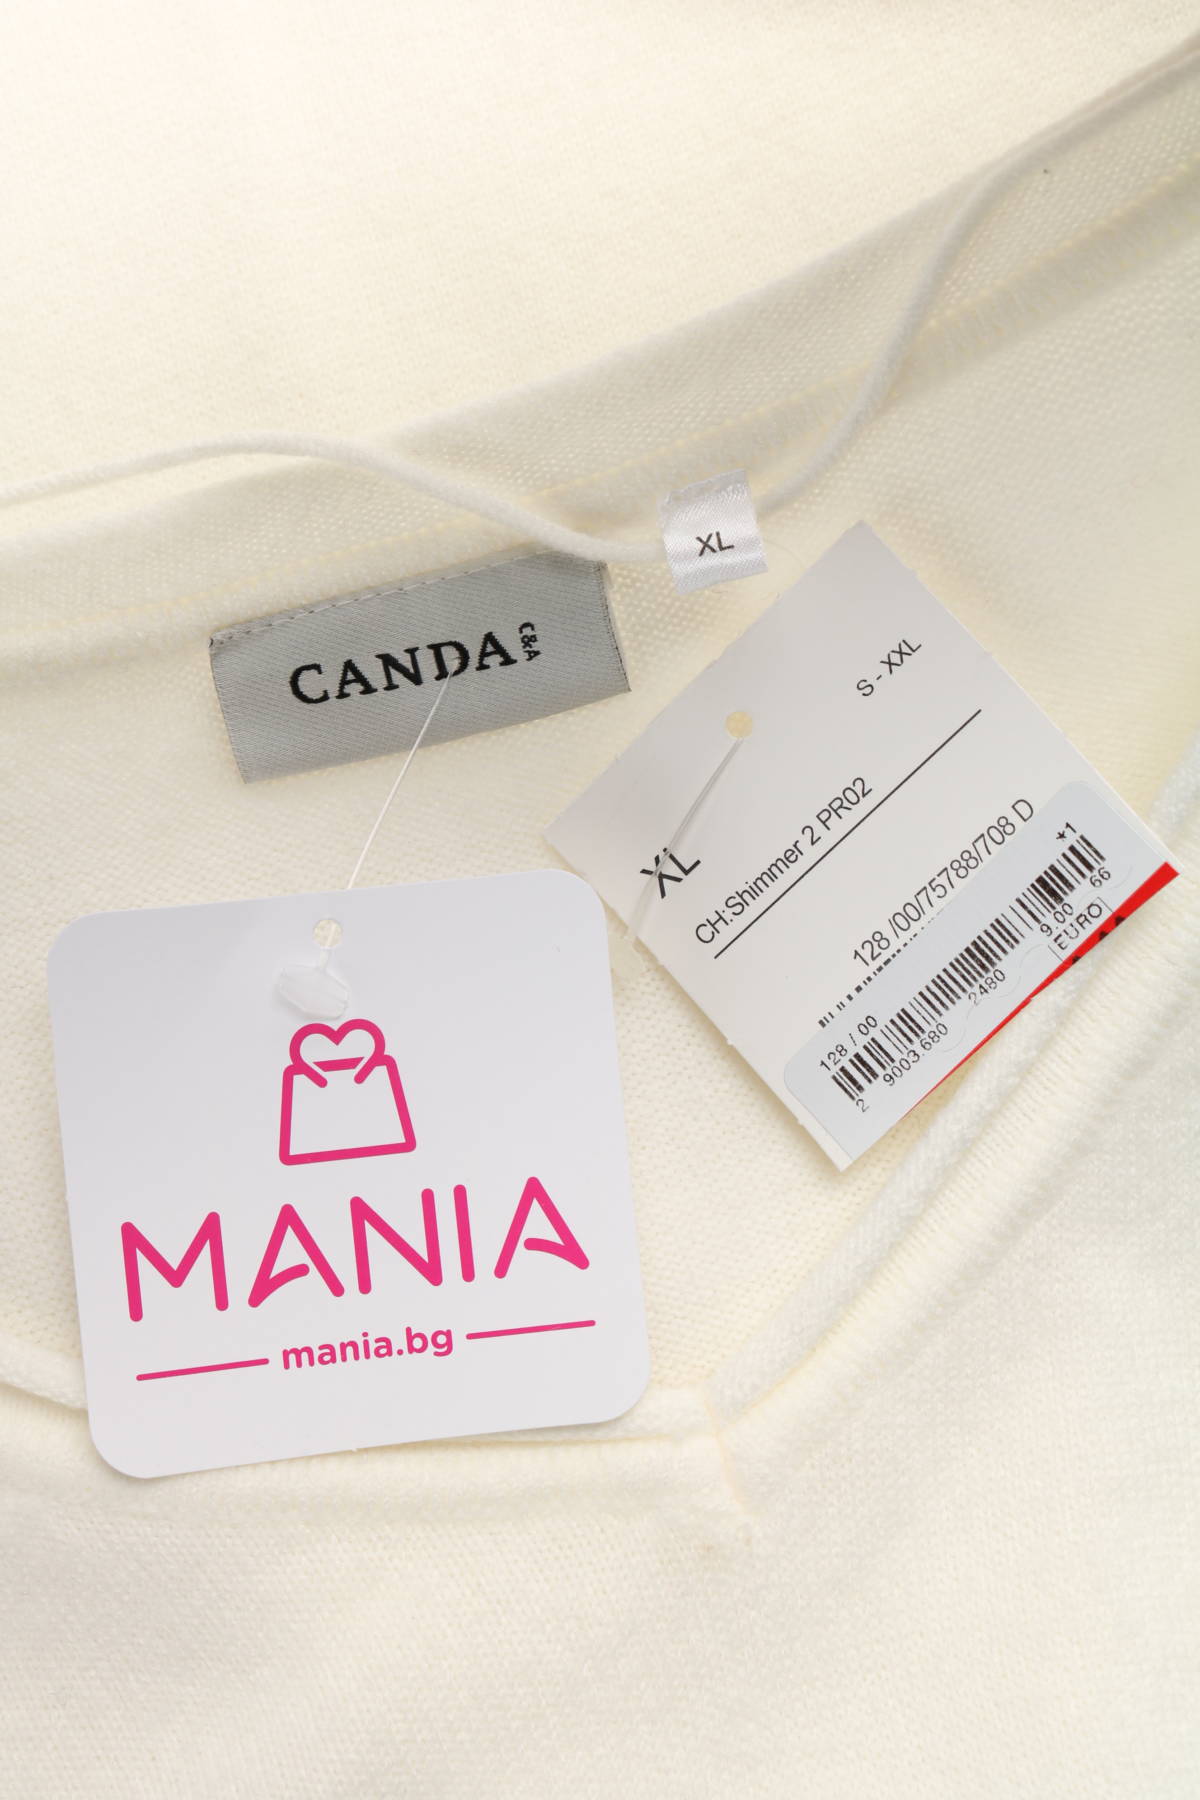 XL
CANDA C&A
S - XXL
XL
CH:Shimmer 2 PR02
128 /00/75788/708 D
*1
128 / 00
66
2 9003.680 2480
9.00
EURO
MANIA
mania.bg